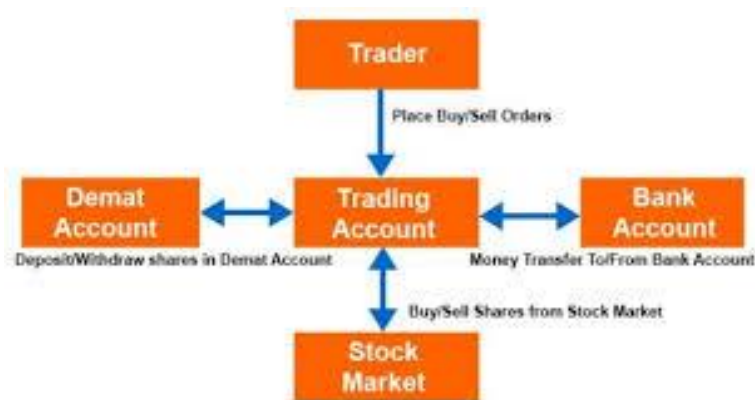 Trader
Place Buy/Sell Orders
Demat
Account
Trading
Account
Bank
Account
Deposit/Withdraw shares in Demat Account
Money Transfer To/From Bank Account
Buy/Sell Shares from Stock Market
Stock
Market